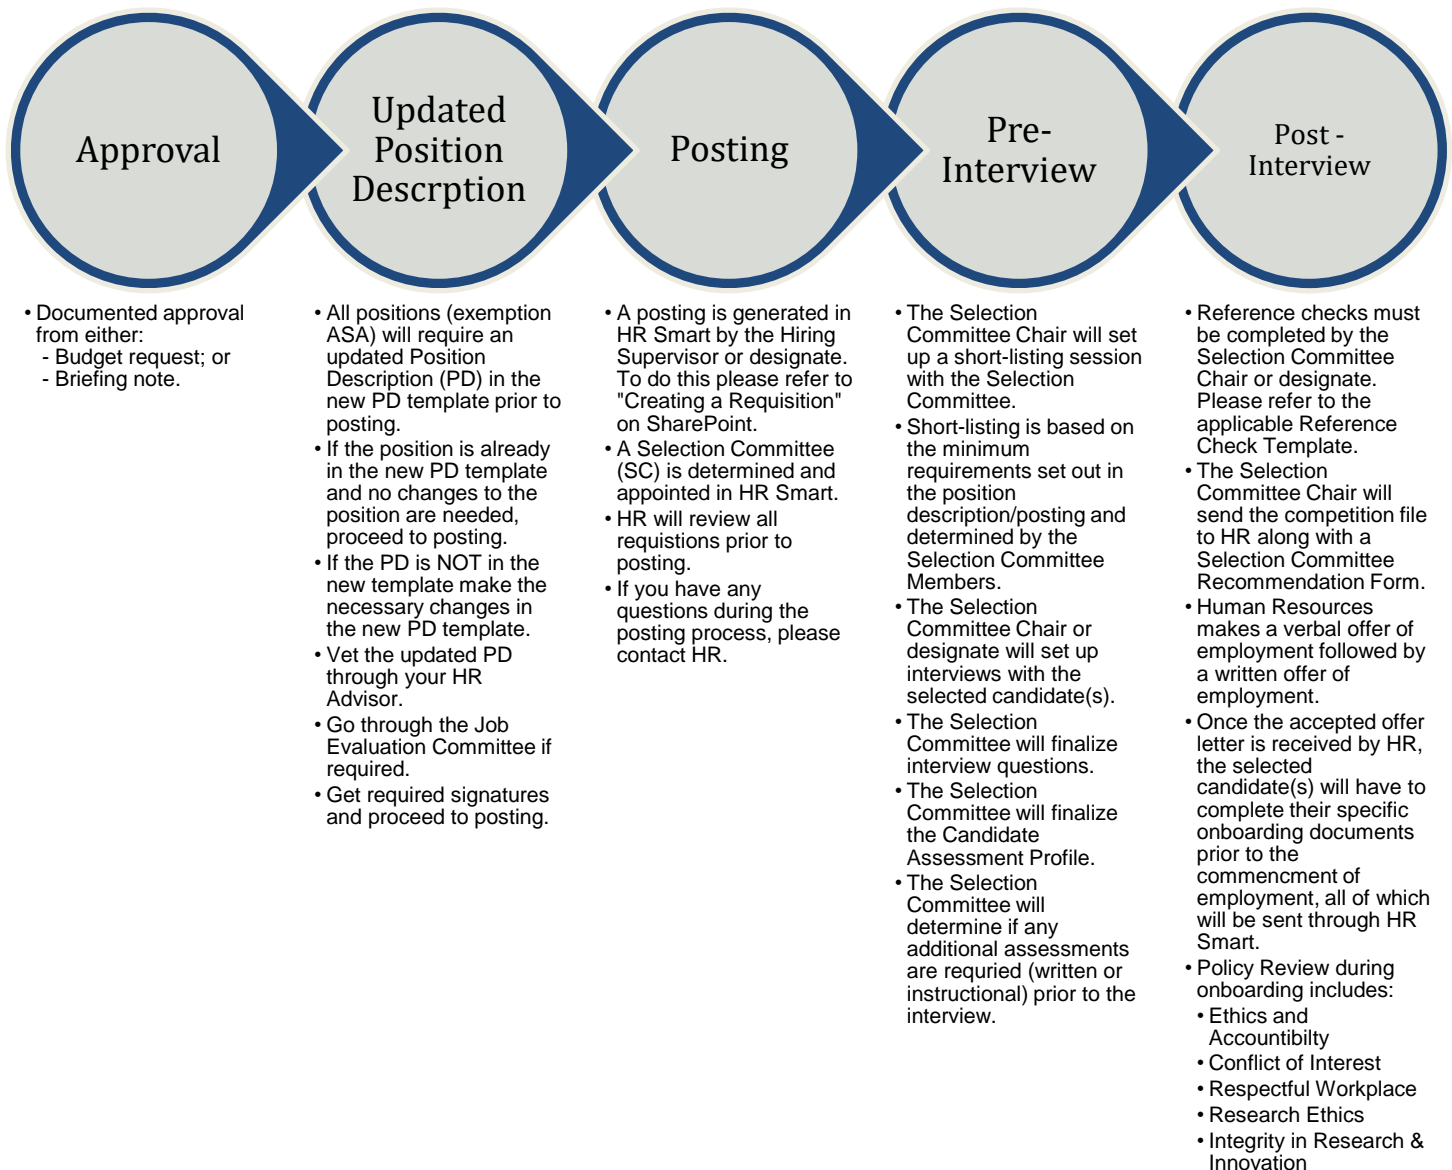 Approval
Updated
Position
Descrption
Posting
Pre-
Interview
Post -
Interview
• Documented approval
from either:
- Budget request; or
- Briefing note.
• All positions (exemption
ASA) will require an
updated Position
Description (PD) in the
new PD template prior to
posting.
• If the position is already
in the new PD template
and no changes to the
position are needed,
proceed to posting.
• If the PD is NOT in the
new template make the
necessary changes in
the new PD template.
• Vet the updated PD
through your HR
Advisor.
• Go through the Job
Evaluation Committee if
required.
• Get required signatures
and proceed to posting.
• A posting is generated in
HR Smart by the Hiring
Supervisor or designate.
To do this please refer to
"Creating a Requisition"
on SharePoint.
• A Selection Committee
(SC) is determined and
appointed in HR Smart.
• HR will review all
requistions prior to
posting.
• If you have any
questions during the
posting process, please
contact HR.
• The Selection
Committee Chair will set
up a short-listing session
with the Selection
Committee.
• Short-listing is based on
the minimum
requirements set out in
the position
description/posting and
determined by the
Selection Committee
Members.
• The Selection
Committee Chair or
designate will set up
interviews with the
selected candidate(s).
• The Selection
Committee will finalize
interview questions.
• The Selection
Committee will finalize
the Candidate
Assessment Profile.
• The Selection
Committee will
determine if any
additional assessments
are requried (written or
instructional) prior to the
interview.
• Reference checks must
be completed by the
Selection Committee
Chair or designate.
Please refer to the
applicable Reference
Check Template.
• The Selection
Committee Chair will
send the competition file
to HR along with a
Selection Committee
Recommendation Form.
• Human Resources
makes a verbal offer of
employment followed by
a written offer of
employment.
• Once the accepted offer
letter is received by HR,
the selected
candidate(s) will have to
complete their specific
onboarding documents
prior to the
commencment of
employment, all of which
will be sent through HR
Smart.
• Policy Review during
onboarding includes:
• Ethics and
Accountibilty
• Conflict of Interest
• Respectful Workplace
• Research Ethics
• Integrity in Research &
Innovation